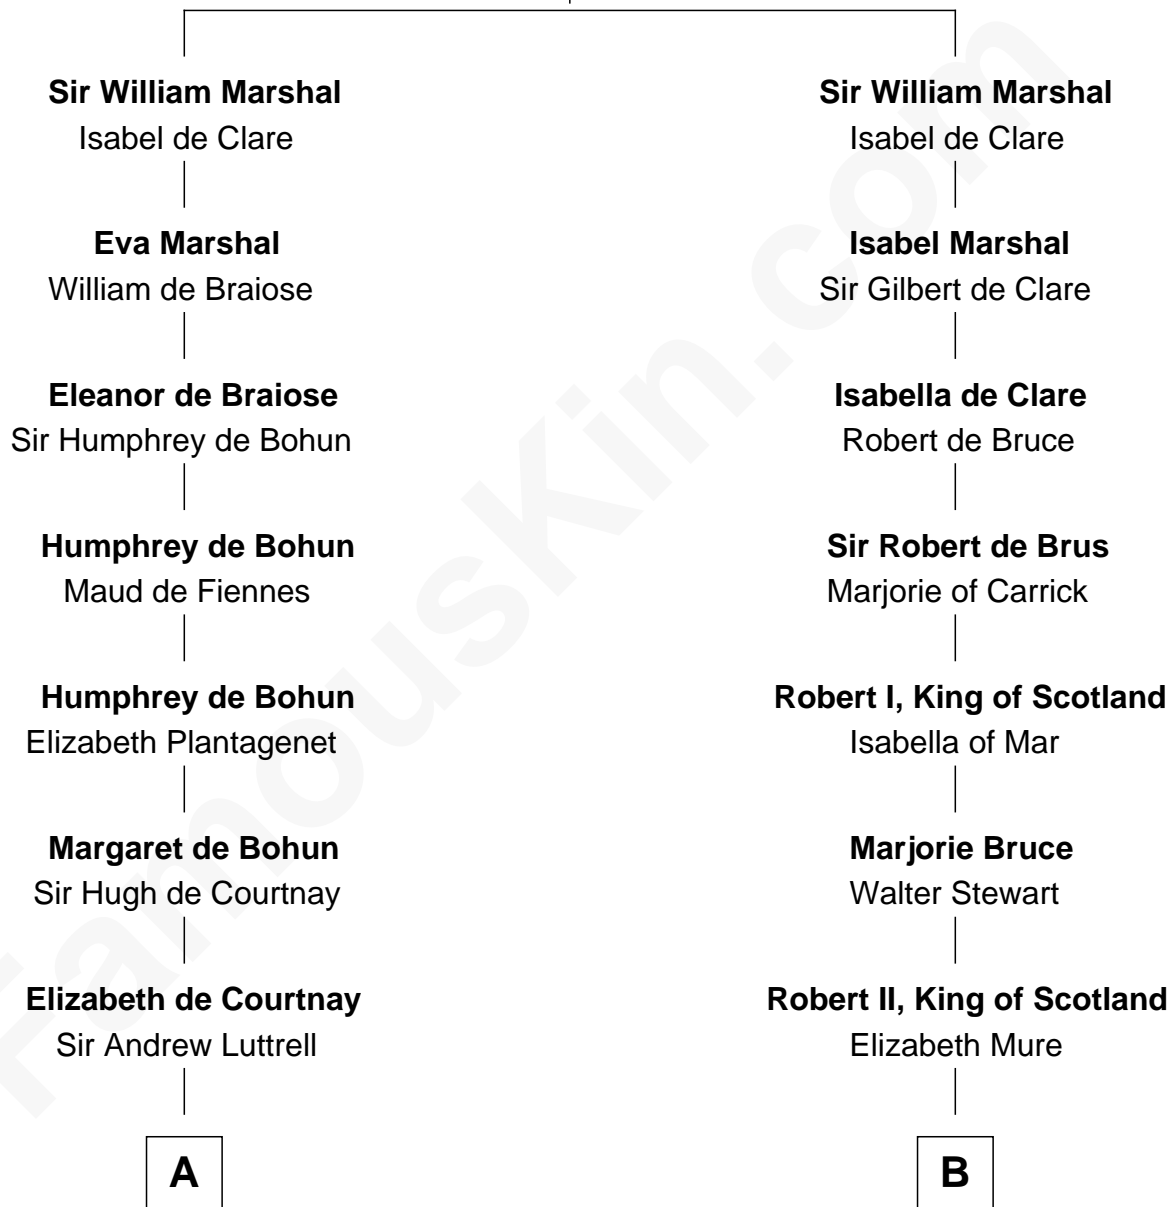 Sir William Marshal
Isabel de Clare
Eva Marshal
William de Braiose
Eleanor de Braiose
Sir Humphrey de Bohun
Humphrey de Bohun
Maud de Fiennes
Humphrey de Bohun
Elizabeth Plantagenet
Margaret de Bohun
Sir Hugh de Courtnay
Elizabeth de Courtnay
Sir Andrew Luttrell
A
Sir William Marshal
Isabel de Clare
Isabel Marshal
Sir Gilbert de Clare
Isabella de Clare
Robert de Bruce
Sir Robert de Brus
Marjorie of Carrick
Robert I, King of Scotland
Isabella of Mar
Marjorie Bruce
Walter Stewart
Robert II, King of Scotland
Elizabeth Mure
B
FamousKin.com